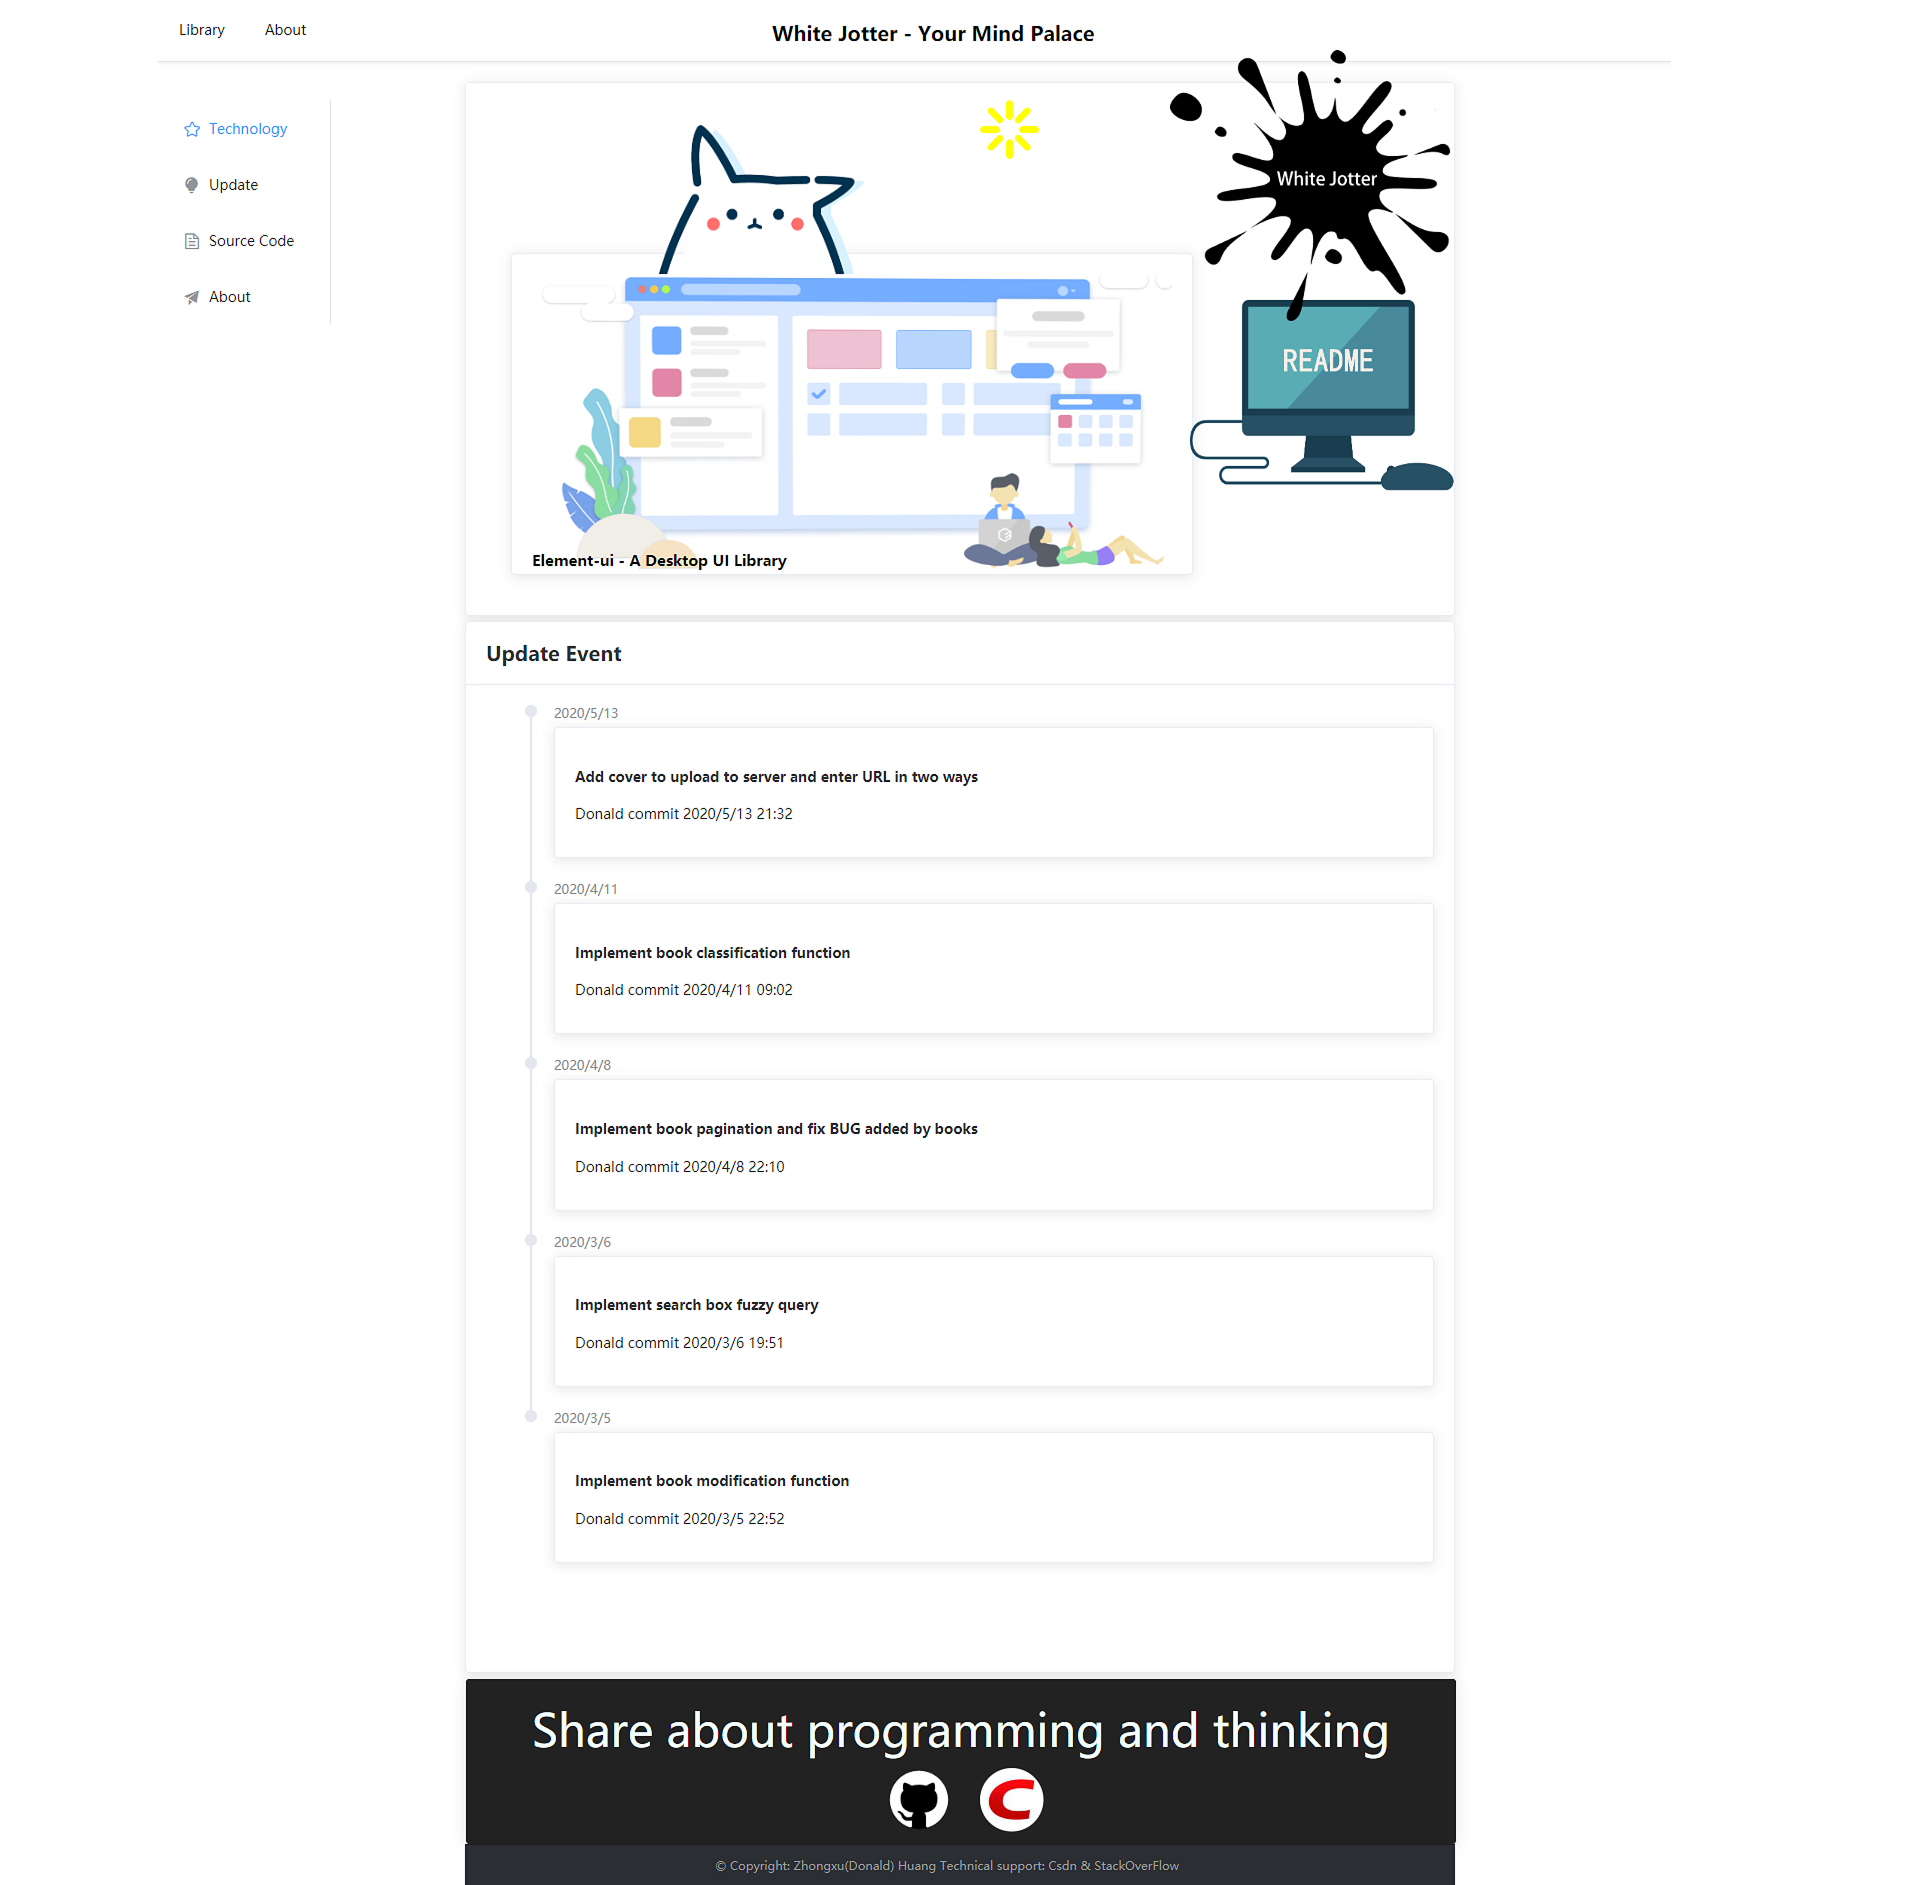 Library
About
White Jotter - Your Mind Palace
Technology
Update
Source Code
About
White Jotter
README
Element-ui - A Desktop UI Library
Update Event
2020/5/13
Add cover to upload to server and enter URL in two ways
Donald commit 2020/5/13 21:32
2020/4/11
Implement book classification function
Donald commit 2020/4/11 09:02
2020/4/8
Implement book pagination and fix BUG added by books
Donald commit 2020/4/8 22:10
2020/3/6
Implement search box fuzzy query
Donald commit 2020/3/6 19:51
2020/3/5
Implement book modification function
Donald commit 2020/3/5 22:52
Share about programming and thinking
C
© Copyright: Zhongxu(Donald) Huang Technical support: Csdn & StackOverFlow